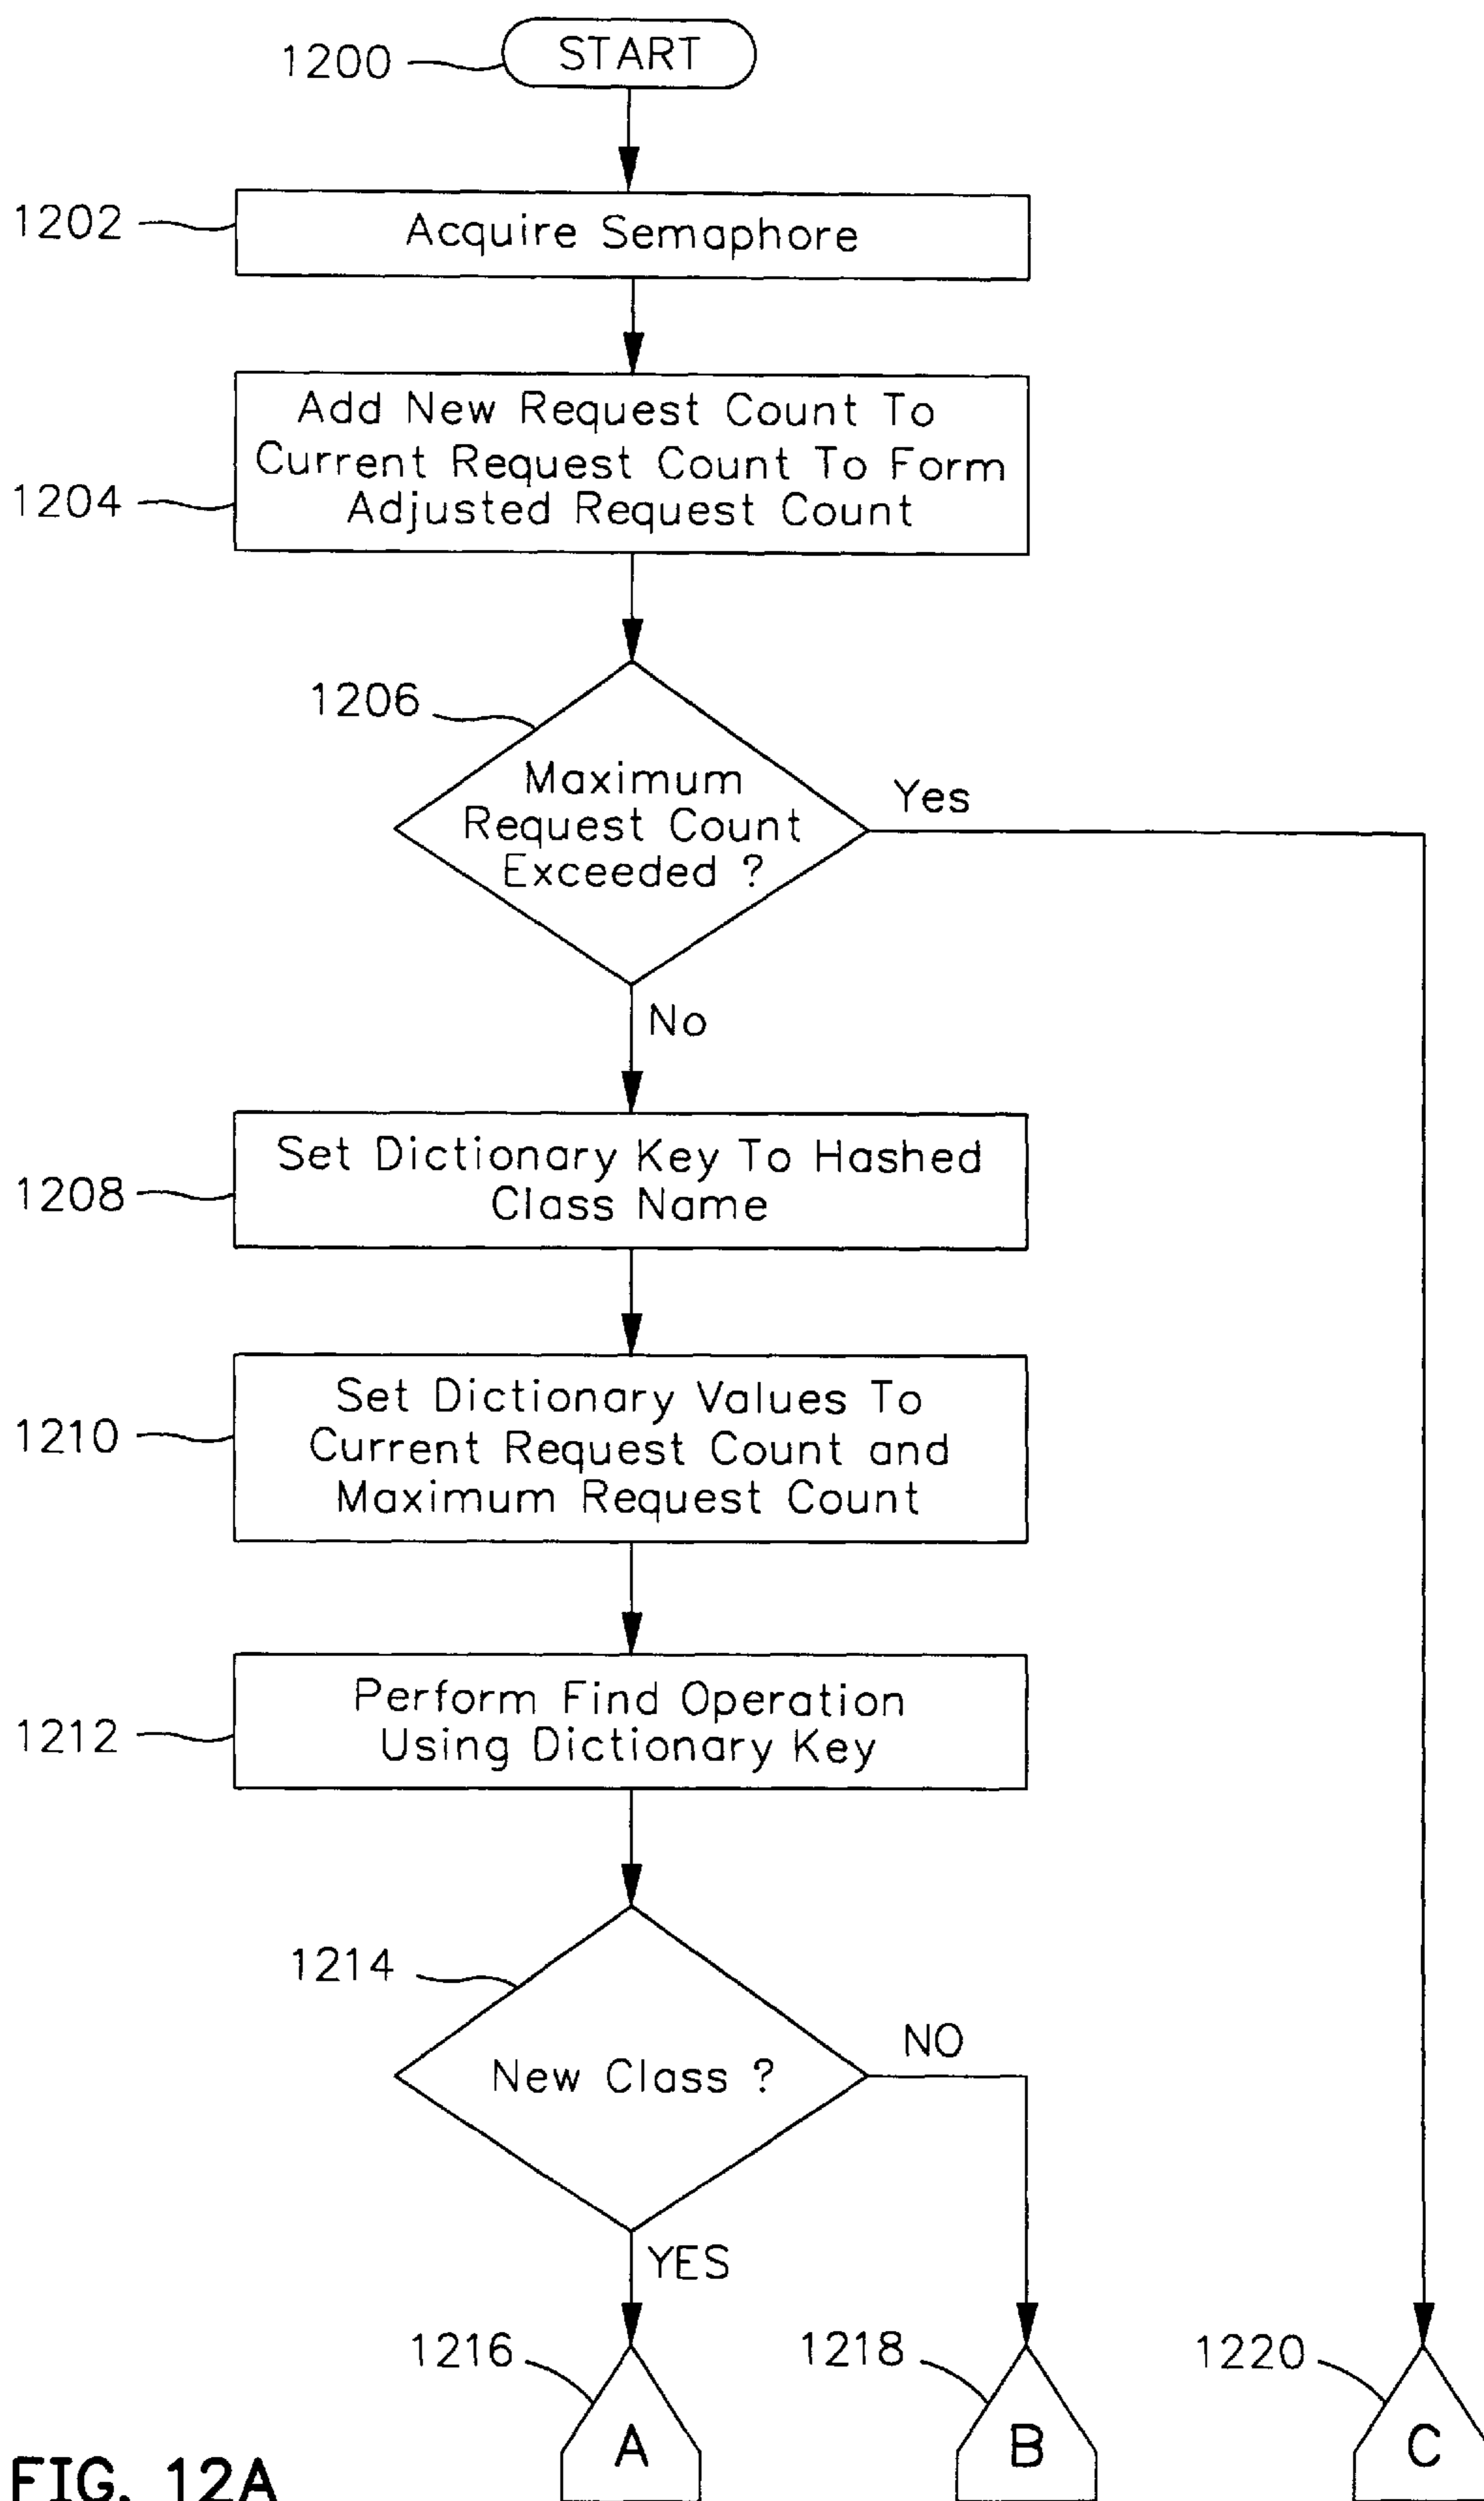 1200
START
1202
Acquire Semaphore
Add New Request Count To
Current Request Count To Form
Adjusted Request Count
1204
1206
Maximum
Request Count
Exceeded ?
Yes
No
Set Dictionary Key To Hashed
Class Name
1208
Set Dictionary Values To
Current Request Count and
Maximum Request Count
1210
Perform Find Operation
Using Dictionary Key
1212
1214
New Class ?
NO
YES
1216
1218
1220
A
B
C
FIG. 12A